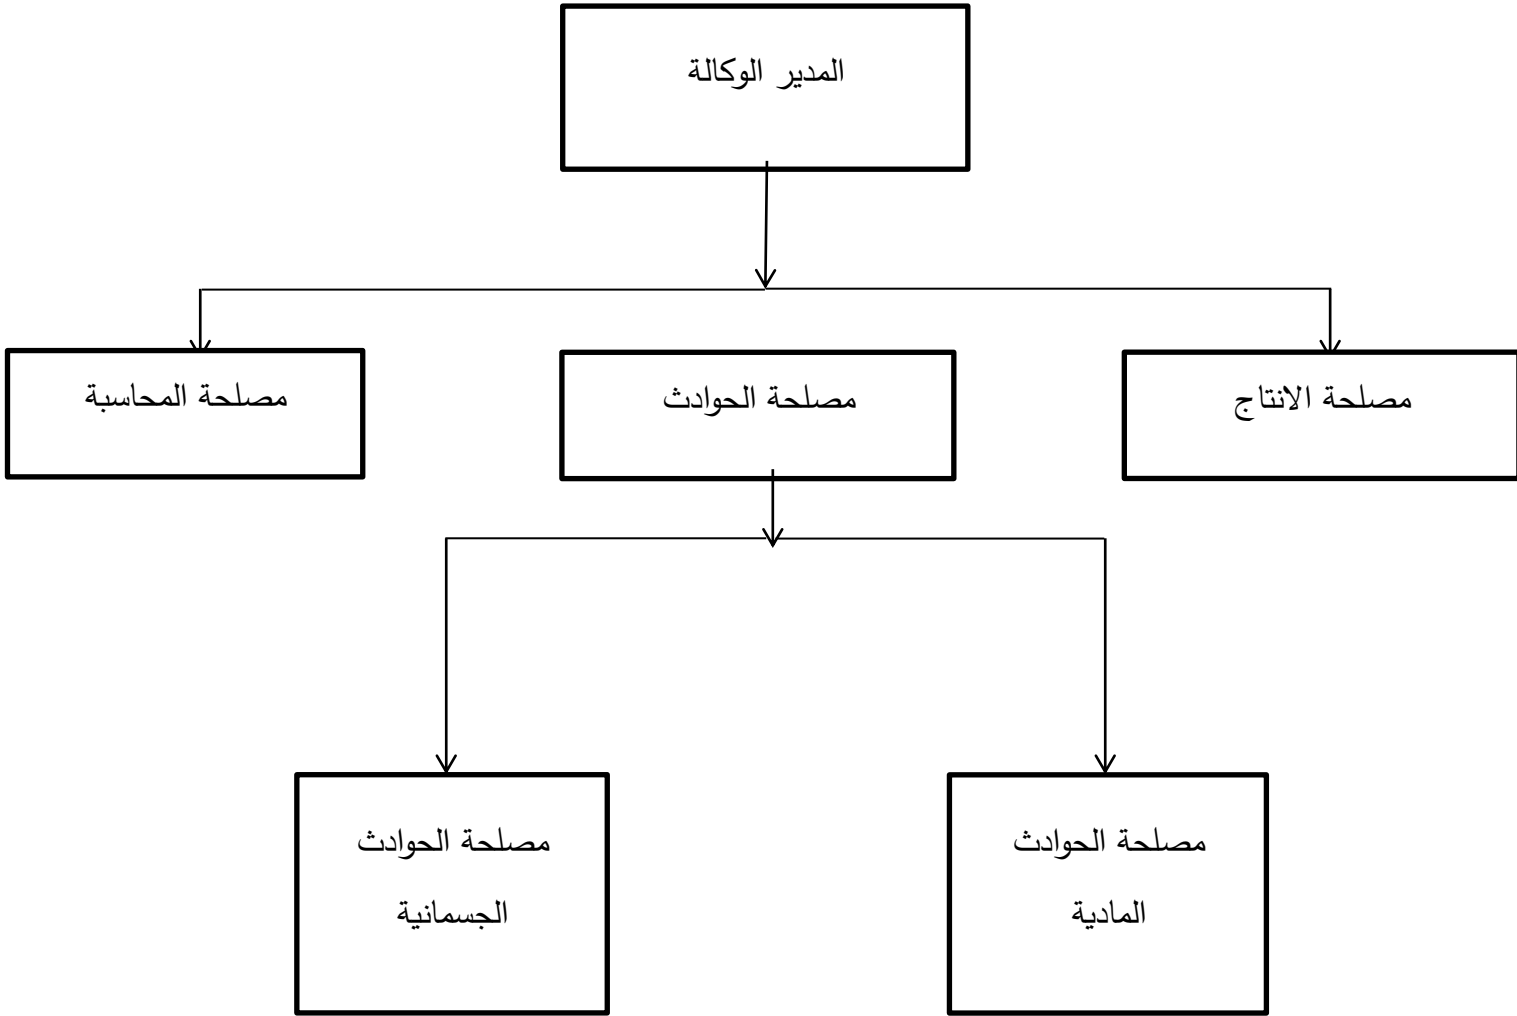 المدير الوكالة
مصلحة الانتاج
مصلحة الحوادث
مصلحة المحاسبة
مصلحة الحوادث
المادية
مصلحة الحوادث
الجسمانية